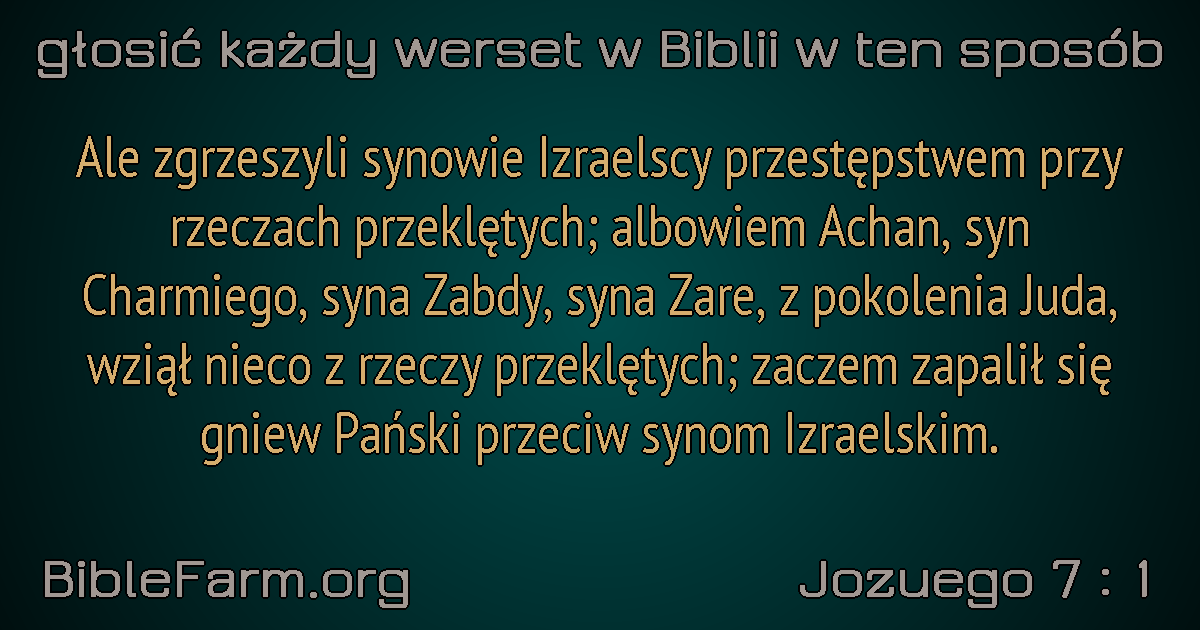 głosić każdy werset w Biblii w ten sposób
Ale zgrzeszyli synowie Izraelscy przestępstwem przy
rzeczach przeklętych; albowiem Achan, syn
Charmiego, syna Zabdy, syna Zare, z pokolenia Juda,
wziął nieco z rzeczy przeklętych; zaczem zapalił się
gniew Pański przeciw synom Izraelskim.
BibleFarm.org
Jozuego 7 : 1